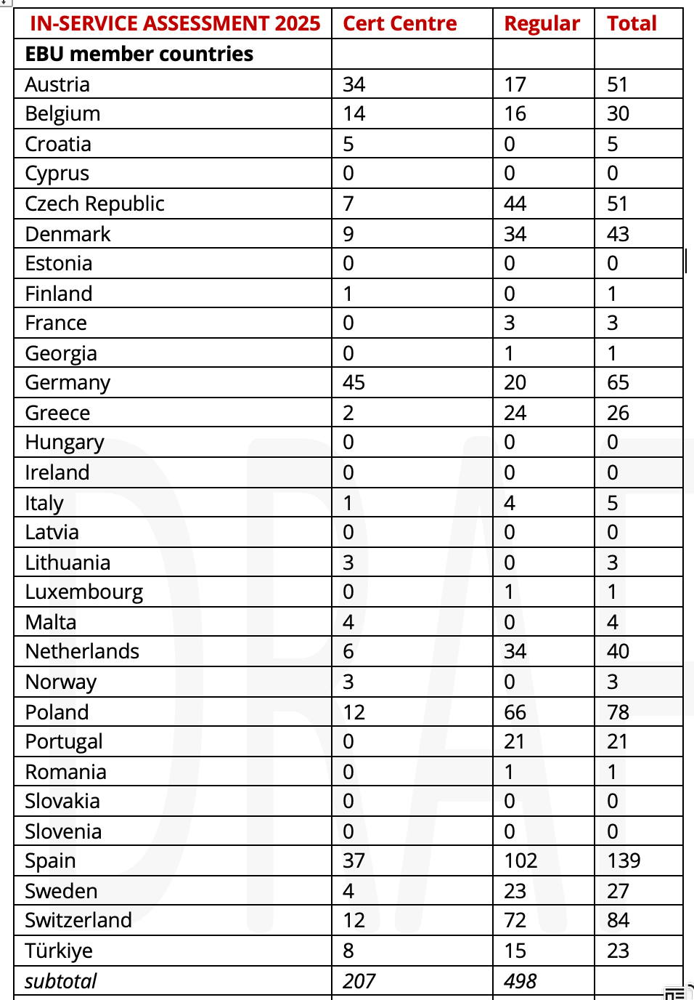 IN-SERVICE ASSESSMENT 2025 Cert Centre Regular Total
EBU member countries
Austria 34 17 51
Belgium 14 16 30
Croatia 5 0 5
Cyprus 0 0 0
Czech Republic 7 44 51
Denmark 9 34 43
Estonia 0 0 0
Finland 1 0 1
France 0 3 3
Georgia 0 1 1
Germany 45 20 65
Greece 2 24 26
Hungary 0 0 0
Ireland 0 0 0
Italy 1 4 5
Latvia 0 0 0
Lithuania 3 0 3
Luxembourg 0 1 1
Malta 4 0 4
Netherlands 6 34 40
Norway 3 0 3
Poland 12 66 78
Portugal 0 21 21
Romania 0 1 1
Slovakia 0 0 0
Slovenia 0 0 0
Spain 37 102 139
Sweden 4 23 27
Switzerland 12 72 84
Türkiye 8 15 23
subtotal 207 498
DRAF